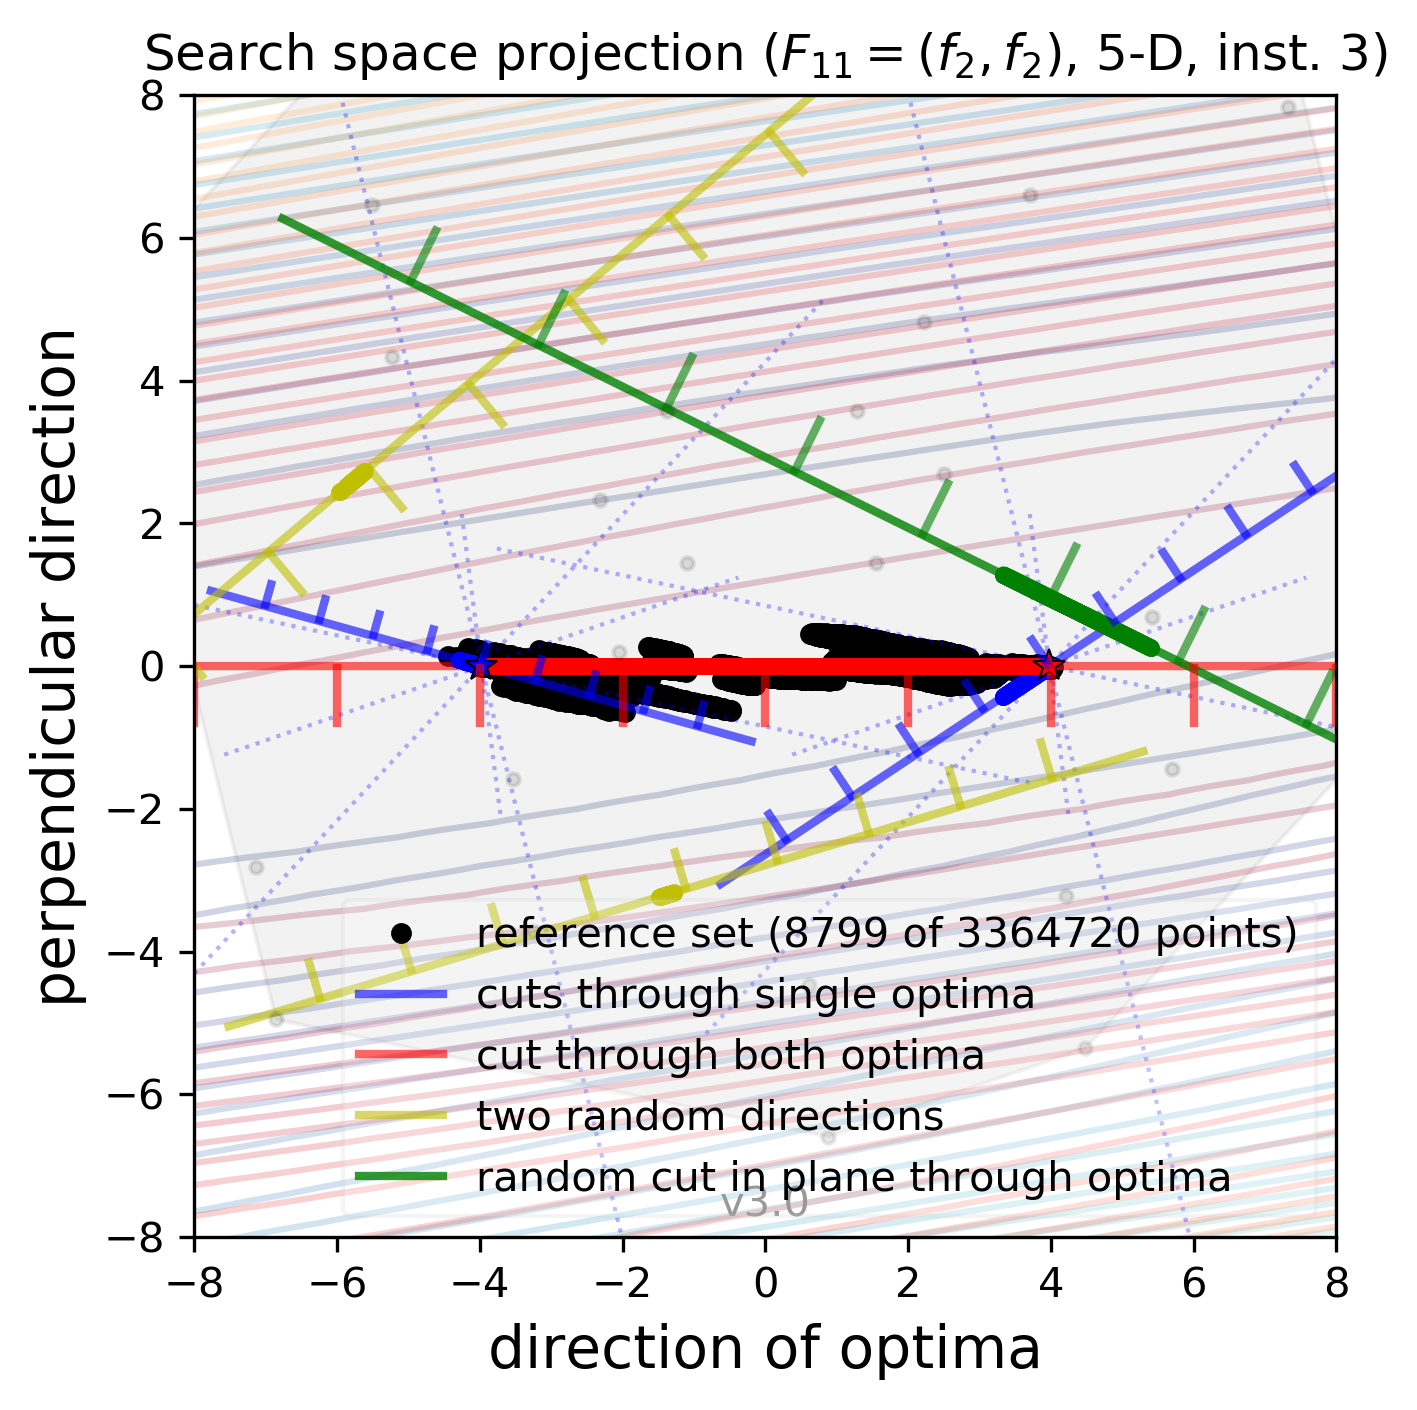 Search space projection (F₁₁ = (f₂, f₂), 5-D, inst. 3)
8
6
4
2
0
−2
−4
−6
−8
perpendicular direction
reference set (8799 of 3364720 points)
cuts through single optima
cut through both optima
two random directions
random cut in plane through optima
v3.0
−8 −6 −4 −2 0 2 4 6 8
direction of optima